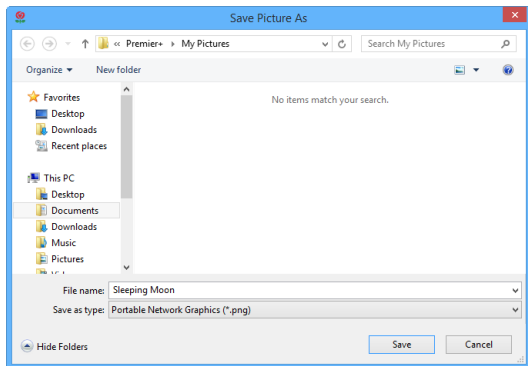 Save Picture As
« Premier+ My Pictures
Search My Pictures
Organize New folder
Favorites
Desktop
Downloads
Recent places
No items match your search.
This PC
Desktop
Documents
Downloads
Music
Pictures
File name: Sleeping Moon
Save as type: Portable Network Graphics (*.png)
Hide Folders
Save
Cancel